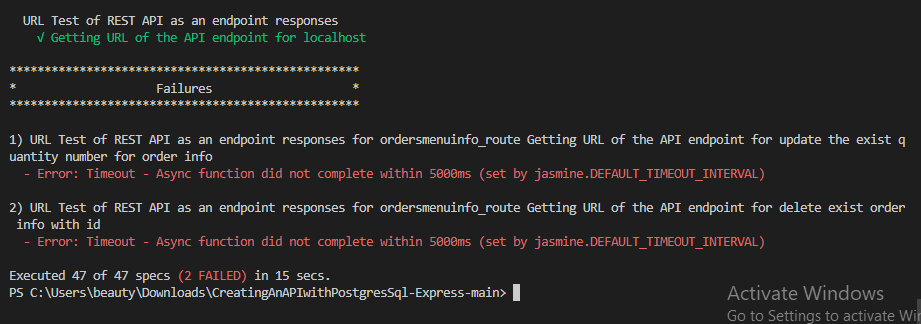 URL Test of REST API as an endpoint responses
√ Getting URL of the API endpoint for localhost
**************************************************
*                    Failures                    *
**************************************************
1) URL Test of REST API as an endpoint responses for ordersmenuinfo_route Getting URL of the API endpoint for update the exist q
uantity number for order info
- Error: Timeout - Async function did not complete within 5000ms (set by jasmine.DEFAULT_TIMEOUT_INTERVAL)
2) URL Test of REST API as an endpoint responses for ordersmenuinfo_route Getting URL of the API endpoint for delete exist order
info with id
- Error: Timeout - Async function did not complete within 5000ms (set by jasmine.DEFAULT_TIMEOUT_INTERVAL)
Executed 47 of 47 specs (2 FAILED) in 15 secs.
PS C:\Users\beauty\Downloads\CreatingAnAPIwithPostgresSql-Express-main>
Activate Windows
Go to Settings to activate Wi